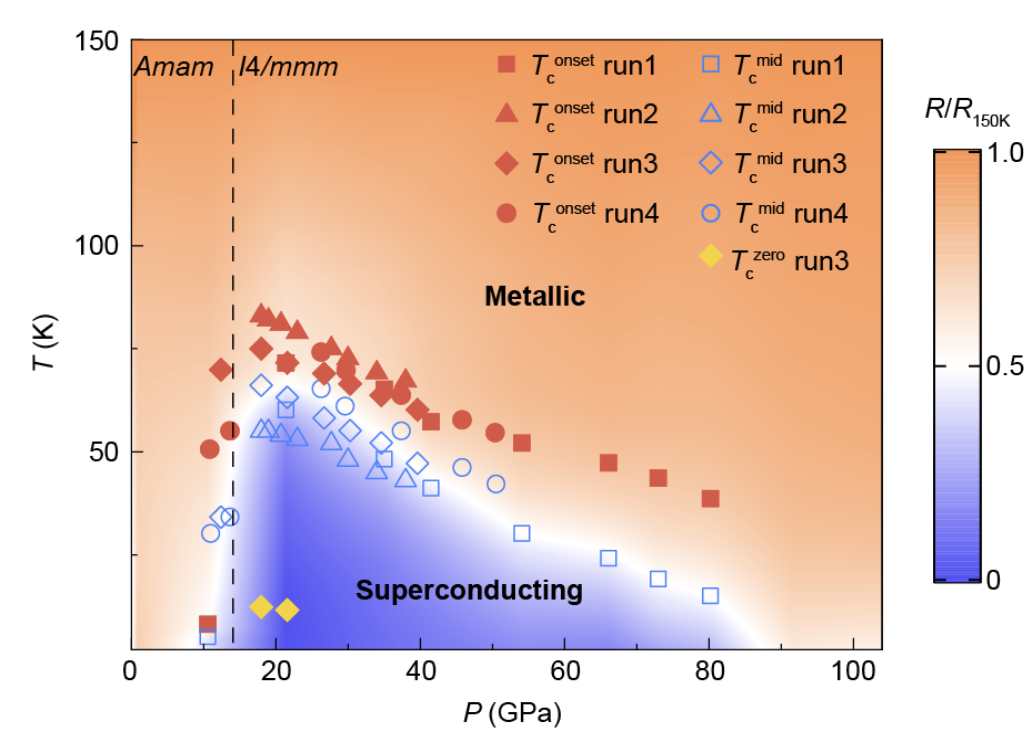 150
100
50
T (K)
0
20
40
60
80
100
P (GPa)
Amam
I4/mmm
Tc onset run1
Tc onset run2
Tc onset run3
Tc onset run4
Tc mid run1
Tc mid run2
Tc mid run3
Tc mid run4
Tc zero run3
Metallic
Superconducting
R/R150K
1.0
0.5
0